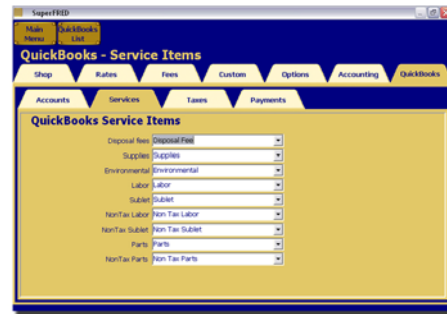 SuperFRED
Main Menu
QuickBooks List
QuickBooks - Service Items
Shop Rates Fees Custom Options Accounting QuickBooks
Accounts Services Taxes Payments
QuickBooks Service Items
Disposal fees Disposal Fee
Supplies Supplies
Environmental Environmental
Labor Labor
Sublet Sublet
NonTax Labor Non Tax Labor
NonTax Sublet Non Tax Sublet
Parts Parts
NonTax Parts Non Tax Parts